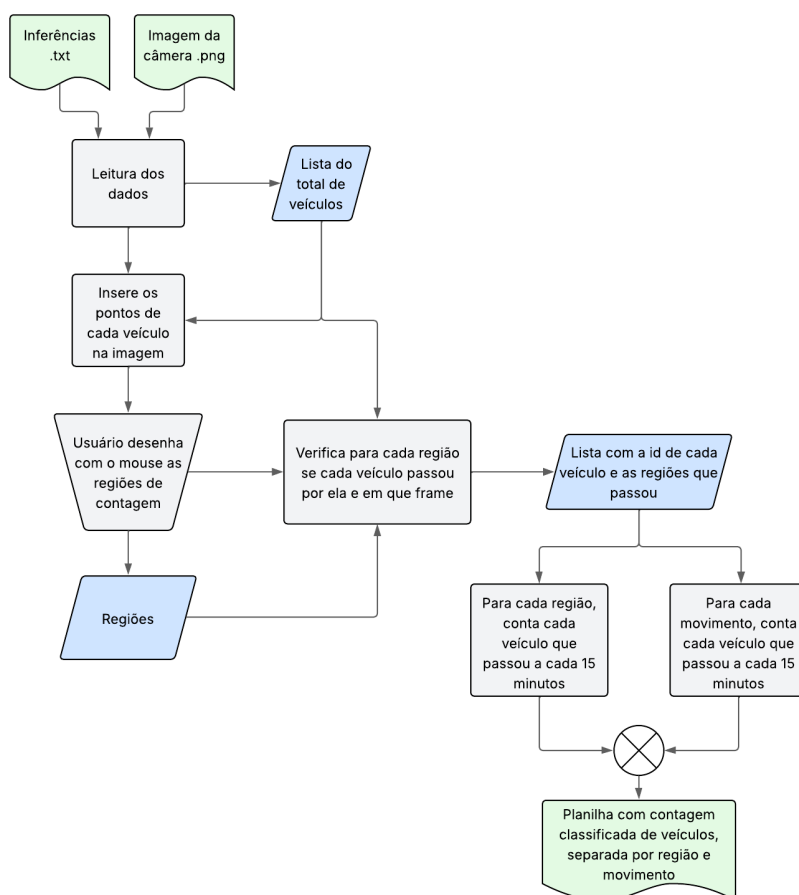 Inferências
.txt
Imagem da
câmera .png
Leitura dos
dados
Lista do
total de
veículos
Insere os
pontos de
cada veículo
na imagem
Usuário desenha
com o mouse as
regiões de
contagem
Verifica para cada região
se cada veículo passou
por ela e em que frame
Lista com a id de cada
veículo e as regiões que
passou
Regiões
Para cada região,
conta cada
veículo que
passou a cada 15
minutos
Para cada
movimento, conta
cada veículo que
passou a cada 15
minutos
Planilha com contagem
classificada de veículos,
separada por região e
movimento